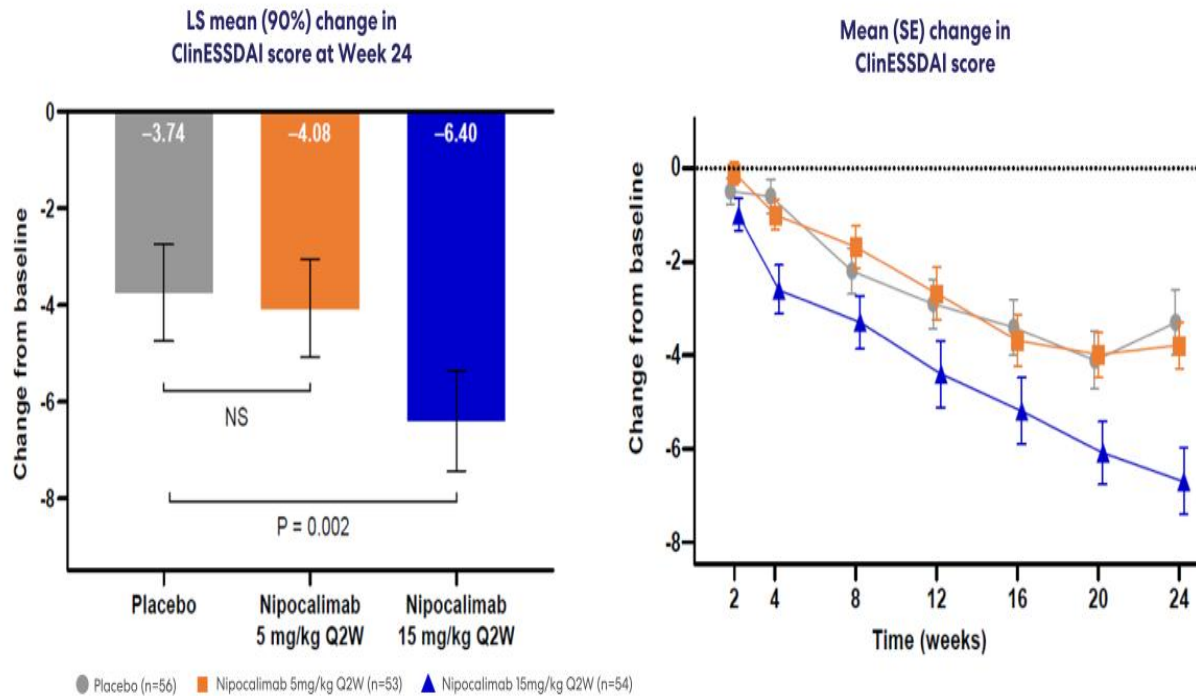 LS mean (90%) change in
ClinESSDAI score at Week 24
0
-2
-4
-6
-8
Change from baseline
–3.74
–4.08
–6.40
NS
P = 0.002
Placebo
Nipocalimab
5 mg/kg Q2W
Nipocalimab
15 mg/kg Q2W
Mean (SE) change in
ClinESSDAI score
0
-2
-4
-6
-8
Change from baseline
2 4 8 12 16 20 24
Time (weeks)
Placebo (n=56) Nipocalimab 5mg/kg Q2W (n=53) Nipocalimab 15mg/kg Q2W (n=54)